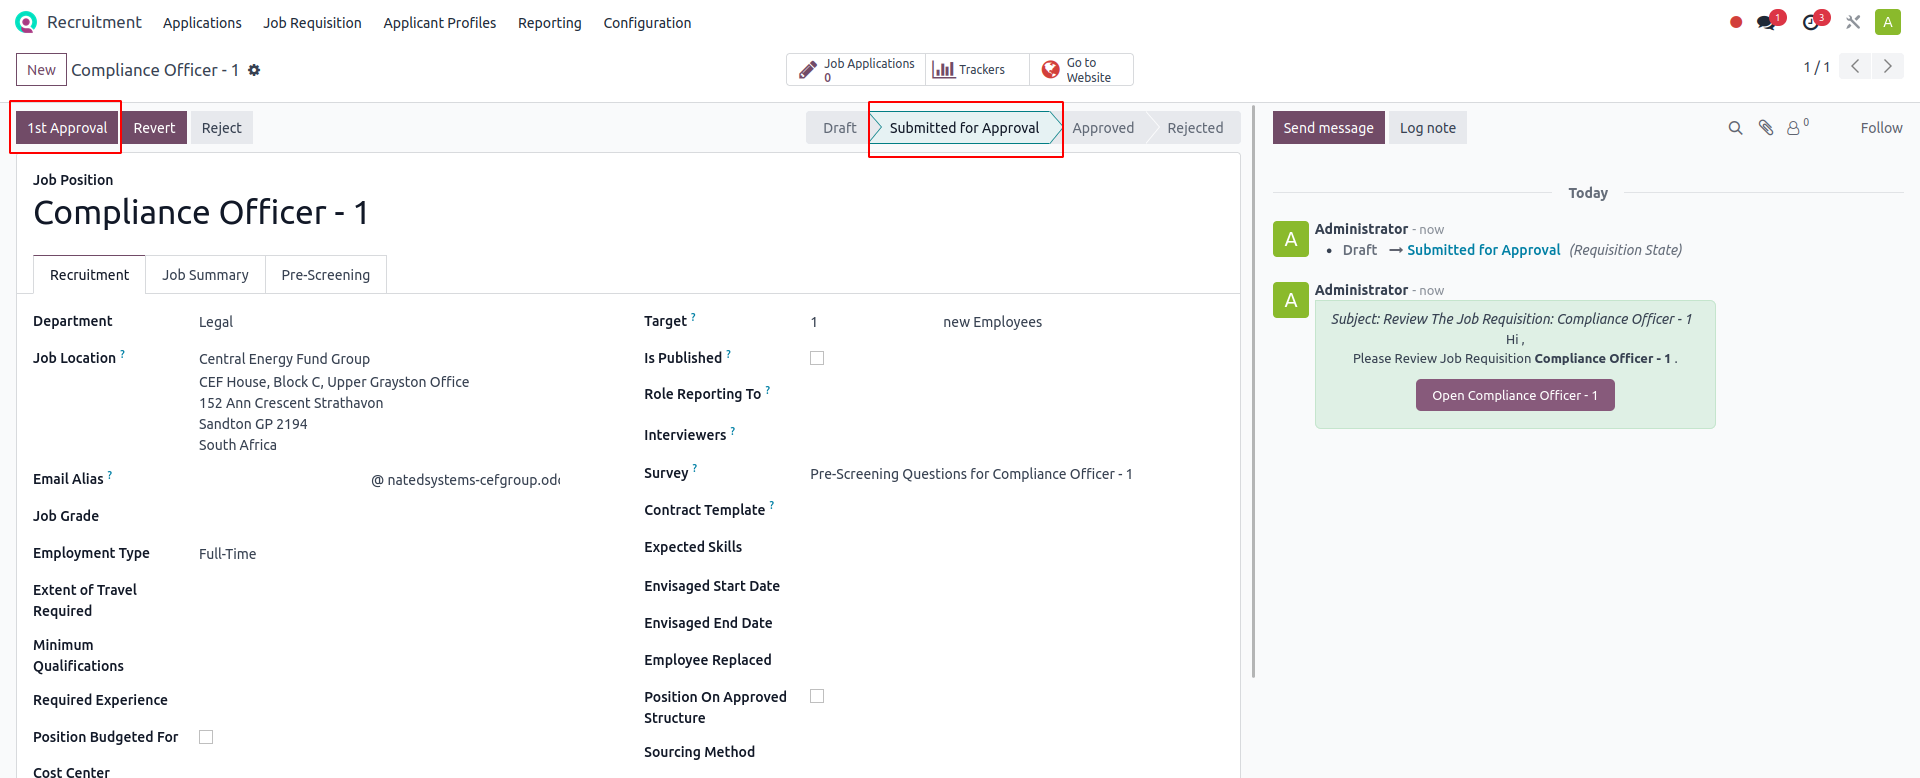 Recruitment Applications Job Requisition Applicant Profiles Reporting Configuration 1 3 A
New Compliance Officer - 1 Job Applications 0 Trackers Go to Website 1 / 1
1st Approval Revert Reject Draft Submitted for Approval Approved Rejected Send message Log note 0 Follow
Job Position
Compliance Officer - 1
Recruitment Job Summary Pre-Screening
Department Legal
Job Location ? Central Energy Fund Group
CEF House, Block C, Upper Grayston Office
152 Ann Crescent Strathavon
Sandton GP 2194
South Africa
Email Alias ? @ natedsystems-cefgroup.odo
Job Grade
Employment Type Full-Time
Extent of Travel
Required
Minimum
Qualifications
Required Experience
Position Budgeted For
Cost Center
Target ? 1 new Employees
Is Published ?
Role Reporting To ?
Interviewers ?
Survey ? Pre-Screening Questions for Compliance Officer - 1
Contract Template ?
Expected Skills
Envisaged Start Date
Envisaged End Date
Employee Replaced
Position On Approved
Structure
Sourcing Method
Today
A Administrator - now
• Draft → Submitted for Approval (Requisition State)
A Administrator - now
Subject: Review The Job Requisition: Compliance Officer - 1
Hi ,
Please Review Job Requisition Compliance Officer - 1 .
Open Compliance Officer - 1